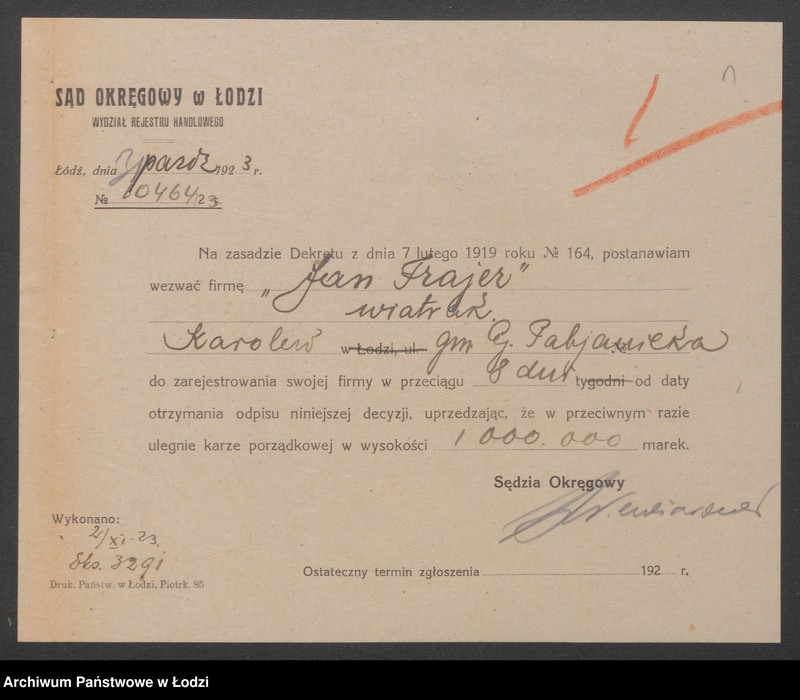 SĄD OKRĘGOWY w ŁODZI
WYDZIAŁ REJESTRU HANDLOWEGO
Łódź, dnia paźdz 1923 r.
№ 10464/23.
Na zasadzie Dekretu z dnia 7 lutego 1919 roku № 164, postanawiam
wezwać firmę „Jan Frajer”
wiatrak
Karolew w Łodzi, ul. gm G. Pabjanicka №
do zarejestrowania swojej firmy w przeciągu 8 dni tygodni od daty
otrzymania odpisu niniejszej decyzji, uprzedzając, że w przeciwnym razie
ulegnie karze porządkowej w wysokości 1 000.000 marek.
Sędzia Okręgowy
Wykonano:
2/XI-23.
3291
Druk. Państw. w Łodzi, Piotrk. 85
Ostateczny termin zgłoszenia 192 r.
Archiwum Państwowe w Łodzi